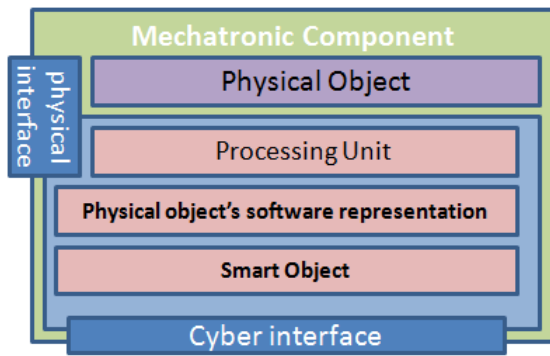 Mechatronic Component
physical
interface
Physical Object
Processing Unit
Physical object's software representation
Smart Object
Cyber interface